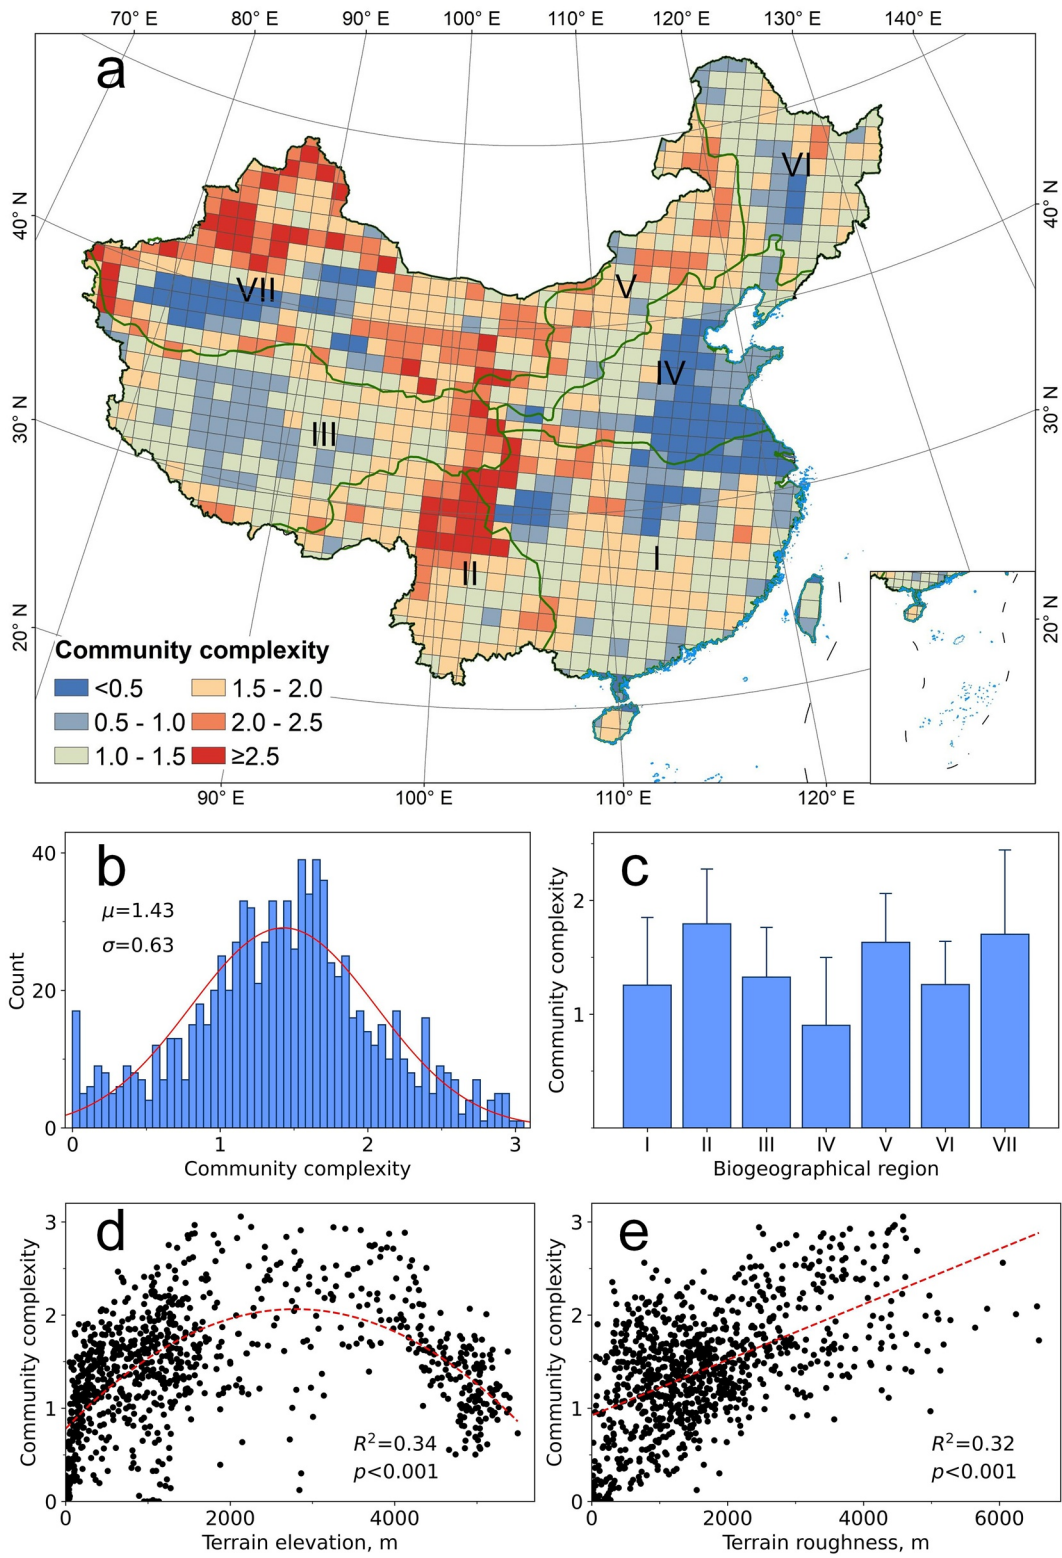 70° E 80° E 90° E 100° E 110° E 120° E 130° E 140° E
a
VI
40° N
40° N
VII
V
IV
30° N
30° N
III
I
II
20° N
20° N
Community complexity
<0.5 1.5 - 2.0
0.5 - 1.0 2.0 - 2.5
1.0 - 1.5 ≥2.5
90° E 100° E 110° E 120° E
b
μ=1.43
σ=0.63
Count
40
20
0
0 1 2 3
Community complexity
c
Community complexity
2
1
I II III IV V VI VII
Biogeographical region
d
Community complexity
3
2
1
0
R²=0.34
p<0.001
0 2000 4000
Terrain elevation, m
e
Community complexity
3
2
1
0
R²=0.32
p<0.001
0 2000 4000 6000
Terrain roughness, m